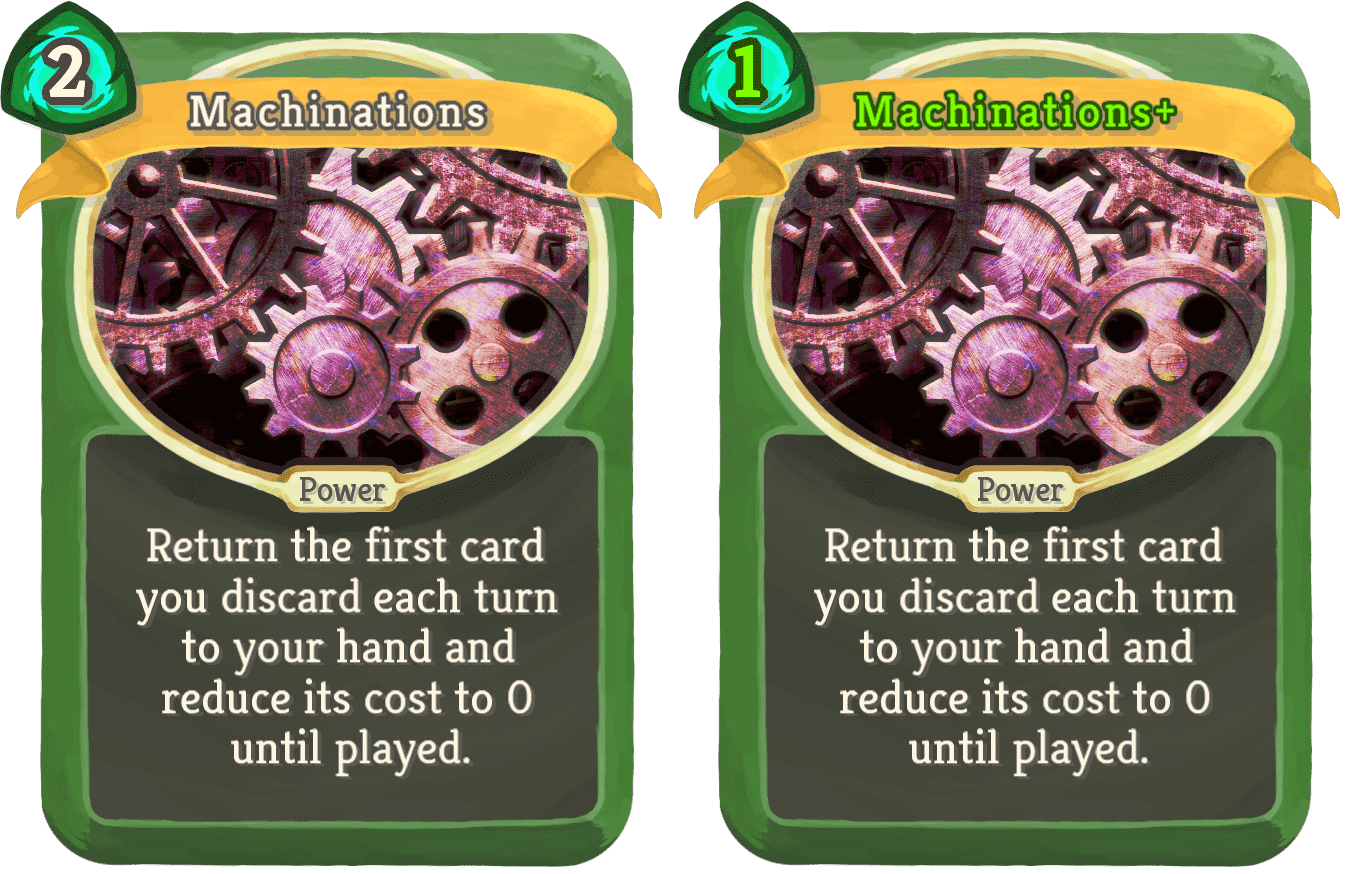 2
Machinations
Power
Return the first card
you discard each turn
to your hand and
reduce its cost to 0
until played.
1
Machinations+
Power
Return the first card
you discard each turn
to your hand and
reduce its cost to 0
until played.